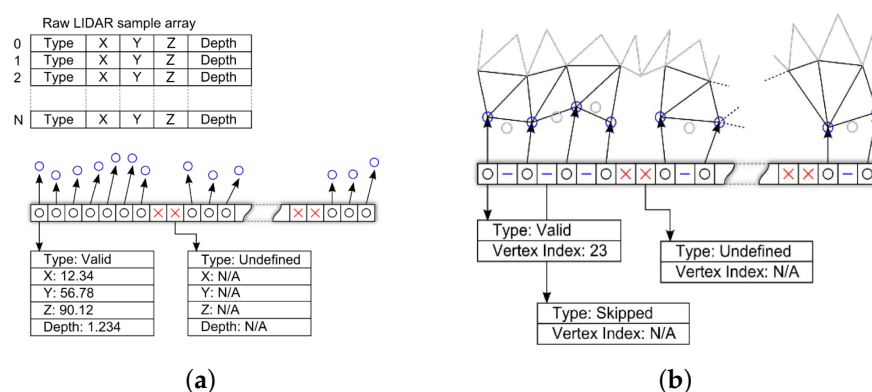 Raw LIDAR sample array
0 Type X Y Z Depth
1 Type X Y Z Depth
2 Type X Y Z Depth
N Type X Y Z Depth
Type: Valid
X: 12.34
Y: 56.78
Z: 90.12
Depth: 1.234
Type: Undefined
X: N/A
Y: N/A
Z: N/A
Depth: N/A
(a)
Type: Valid
Vertex Index: 23
Type: Undefined
Vertex Index: N/A
Type: Skipped
Vertex Index: N/A
(b)